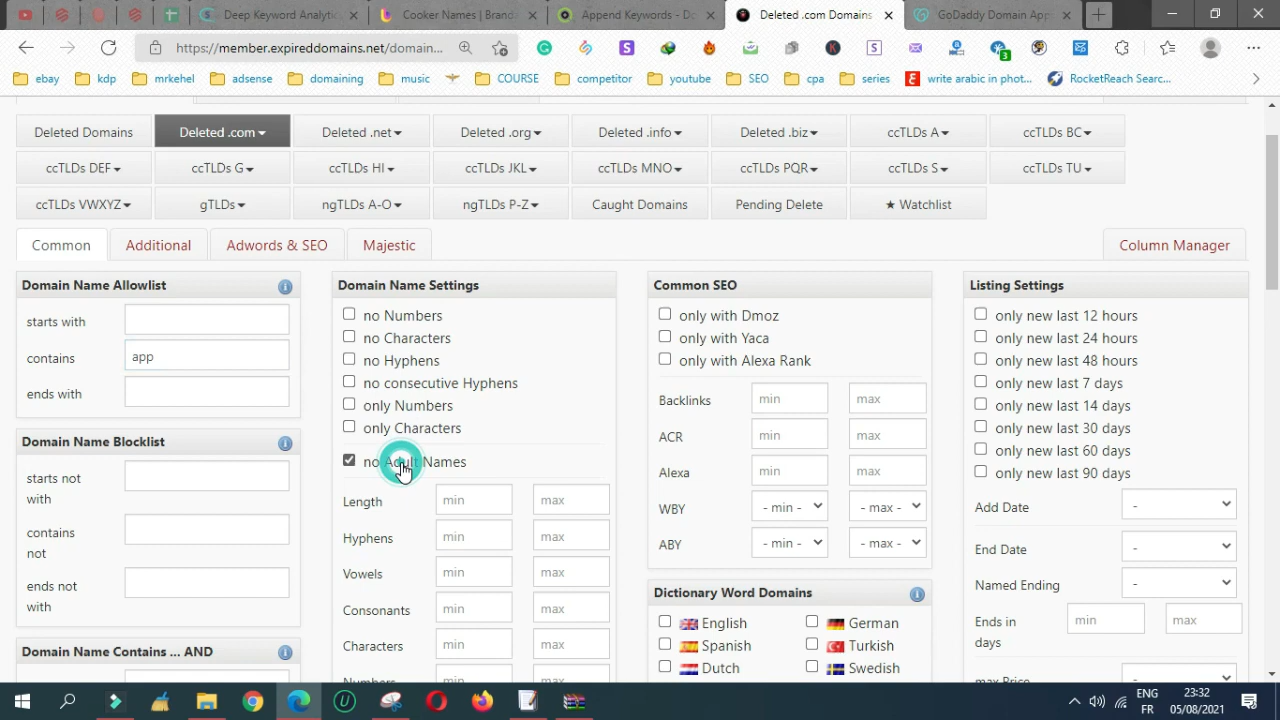 Deep Keyword Analytic
Cooker Names | Branda
Append Keywords - Do
Deleted .com Domains
GoDaddy Domain App
https://member.expireddomains.net/domain...
3
ebay
kdp
mrkehel
adsense
domaining
music
COURSE
competitor
youtube
SEO
cpa
series
write arabic in phot...
RocketReach Searc...
Deleted Domains
Deleted .com
Deleted .net
Deleted .org
Deleted .info
Deleted .biz
ccTLDs A
ccTLDs BC
ccTLDs DEF
ccTLDs G
ccTLDs HI
ccTLDs JKL
ccTLDs MNO
ccTLDs PQR
ccTLDs S
ccTLDs TU
ccTLDs VWXYZ
gTLDs
ngTLDs A-O
ngTLDs P-Z
Caught Domains
Pending Delete
★ Watchlist
Common
Additional
Adwords & SEO
Majestic
Column Manager
Domain Name Allowlist
starts with
contains
app
ends with
Domain Name Blocklist
starts not
with
contains
not
ends not
with
Domain Name Contains ... AND
Domain Name Settings
no Numbers
no Characters
no Hyphens
no consecutive Hyphens
only Numbers
only Characters
no Adult Names
Length
min
max
Hyphens
min
max
Vowels
min
max
Consonants
min
max
Characters
min
max
Numbers
min
max
Common SEO
only with Dmoz
only with Yaca
only with Alexa Rank
Backlinks
min
max
ACR
min
max
Alexa
min
max
WBY
- min -
- max -
ABY
- min -
- max -
Dictionary Word Domains
English
German
Spanish
Turkish
Dutch
Swedish
Listing Settings
only new last 12 hours
only new last 24 hours
only new last 48 hours
only new last 7 days
only new last 14 days
only new last 30 days
only new last 60 days
only new last 90 days
Add Date
-
End Date
-
Named Ending
-
Ends in
days
min
max
max Price
-
ENG
FR
23:32
05/08/2021